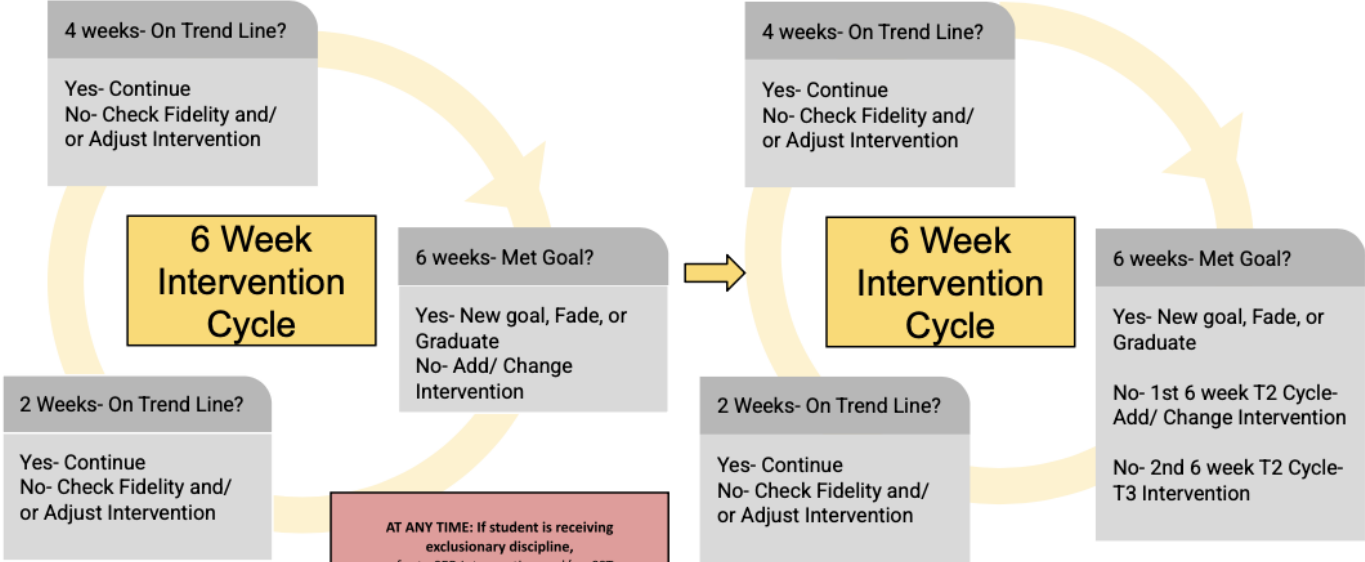 4 weeks- On Trend Line?
Yes- Continue
No- Check Fidelity and/
or Adjust Intervention
6 Week
Intervention
Cycle
6 weeks- Met Goal?
Yes- New goal, Fade, or
Graduate
No- Add/ Change
Intervention
2 Weeks- On Trend Line?
Yes- Continue
No- Check Fidelity and/
or Adjust Intervention
AT ANY TIME: If student is receiving
exclusionary discipline,
4 weeks- On Trend Line?
Yes- Continue
No- Check Fidelity and/
or Adjust Intervention
6 Week
Intervention
Cycle
6 weeks- Met Goal?
Yes- New goal, Fade, or
Graduate
No- 1st 6 week T2 Cycle-
Add/ Change Intervention
No- 2nd 6 week T2 Cycle-
T3 Intervention
2 Weeks- On Trend Line?
Yes- Continue
No- Check Fidelity and/
or Adjust Intervention